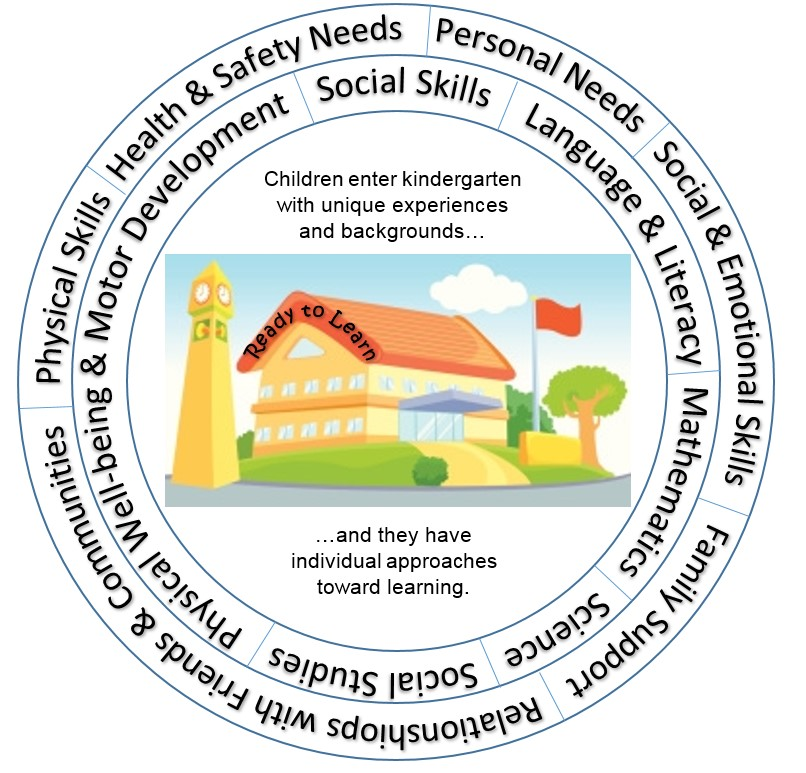 Health & Safety Needs
Personal Needs
Social & Emotional Skills
Family Support
Relationshiops with Friends & Communities
Physical Skills
Social Skills
Language & Literacy
Mathematics
Science
Social Studies
Physical Well-being & Motor Development
Children enter kindergarten
with unique experiences
and backgrounds…
Ready to Learn
…and they have
individual approaches
toward learning.